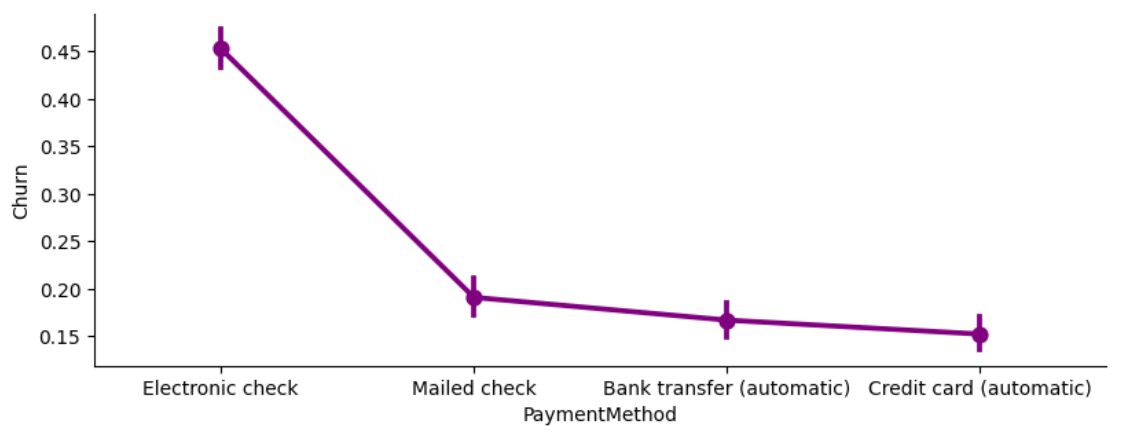 0.45
0.40
0.35
0.30
0.25
0.20
0.15
Churn
Electronic check Mailed check Bank transfer (automatic) Credit card (automatic)
PaymentMethod